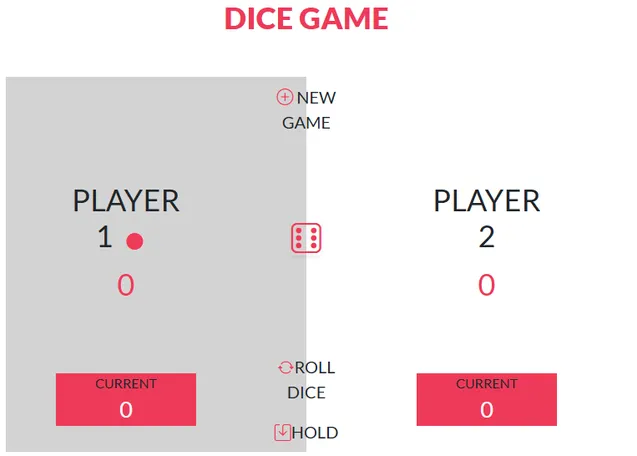 DICE GAME
NEW
GAME
PLAYER
1
0
CURRENT
0
PLAYER
2
0
CURRENT
0
ROLL
DICE
HOLD